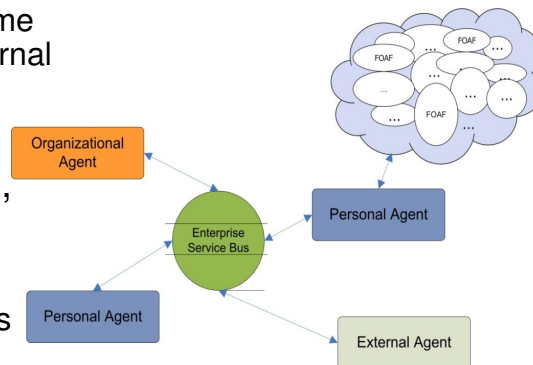 me
rnal
,
s
Organizational
Agent
Enterprise
Service Bus
Personal Agent
Personal Agent
External Agent
FOAF
...
FOAF
...
...
...
...
...
...
FOAF
...
...